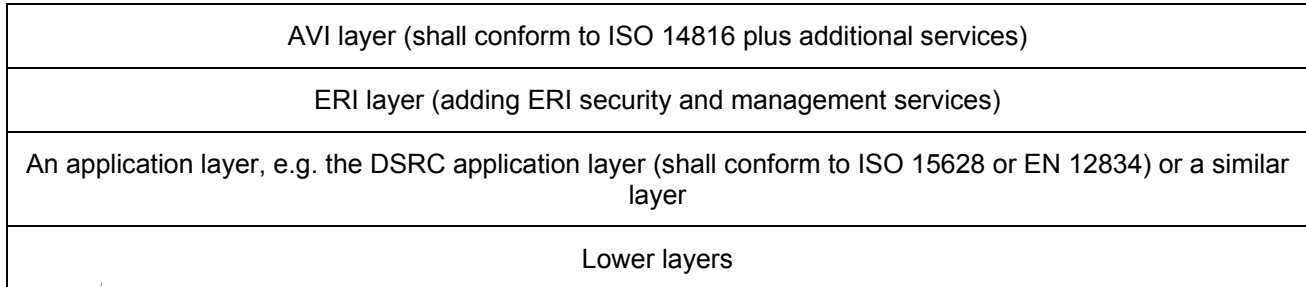 AVI layer (shall conform to ISO 14816 plus additional services)
ERI layer (adding ERI security and management services)
An application layer, e.g. the DSRC application layer (shall conform to ISO 15628 or EN 12834) or a similar
layer
Lower layers